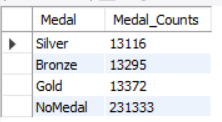 Medal Medal_Counts
Silver 13116
Bronze 13295
Gold 13372
NoMedal 231333